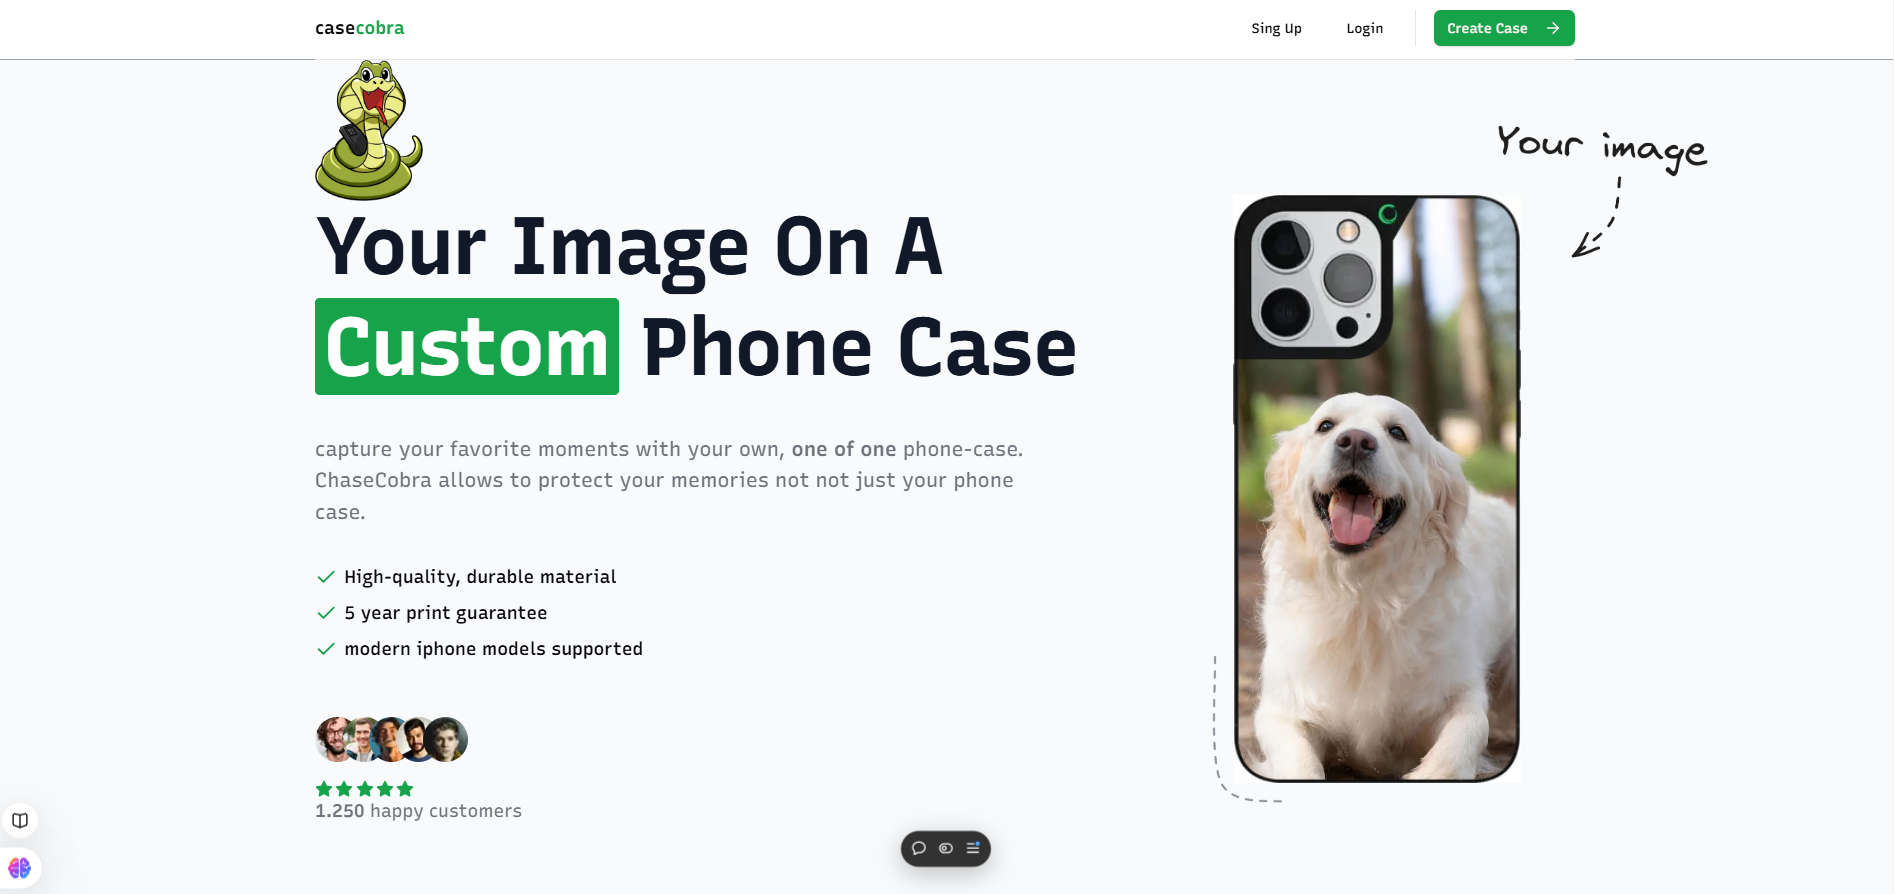 casecobra
Sing Up
Login
Create Case
Your image
Your Image On A
Custom Phone Case
capture your favorite moments with your own, one of one phone-case.
ChaseCobra allows to protect your memories not not just your phone
case.
High-quality, durable material
5 year print guarantee
modern iphone models supported
1.250 happy customers